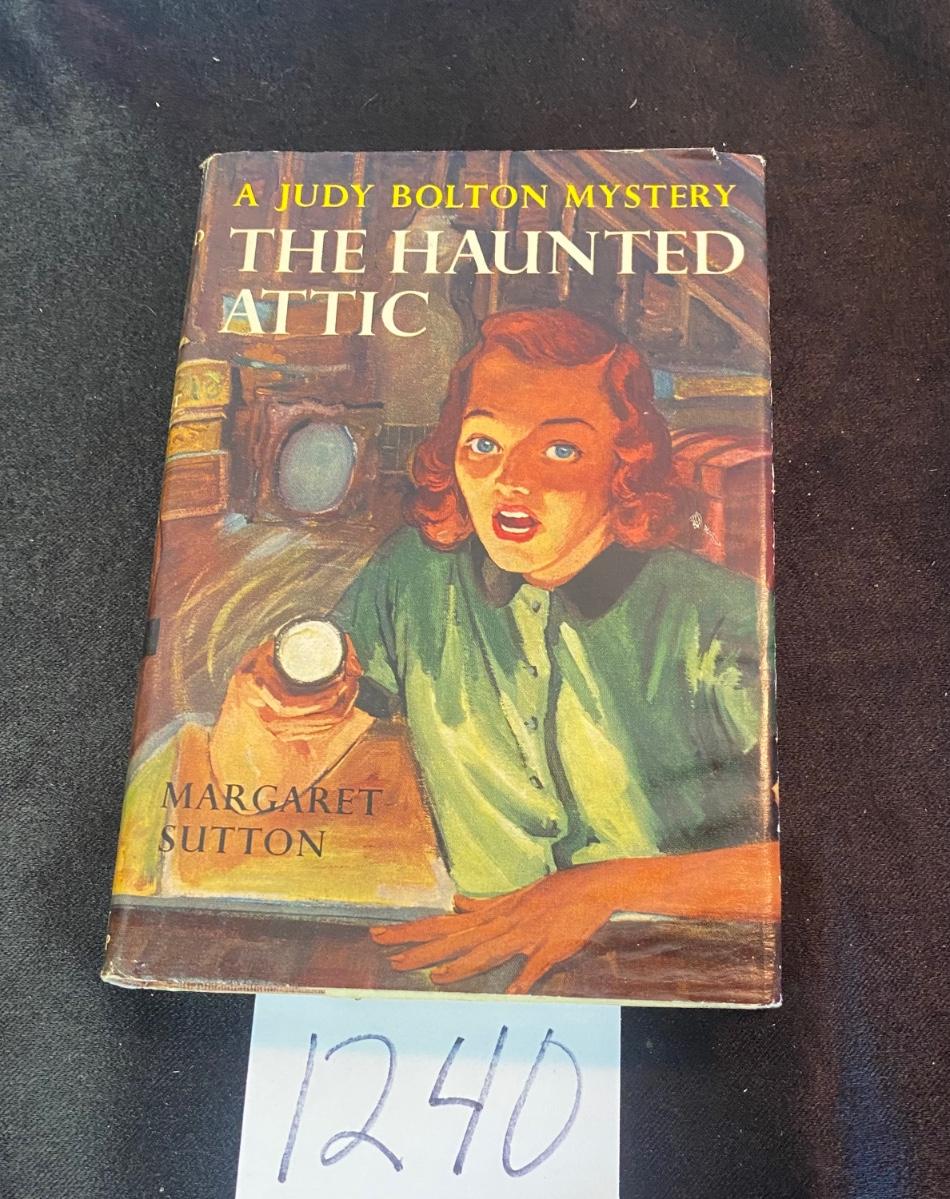 A JUDY BOLTON MYSTERY
THE HAUNTED
ATTIC
MARGARET
SUTTON
1240